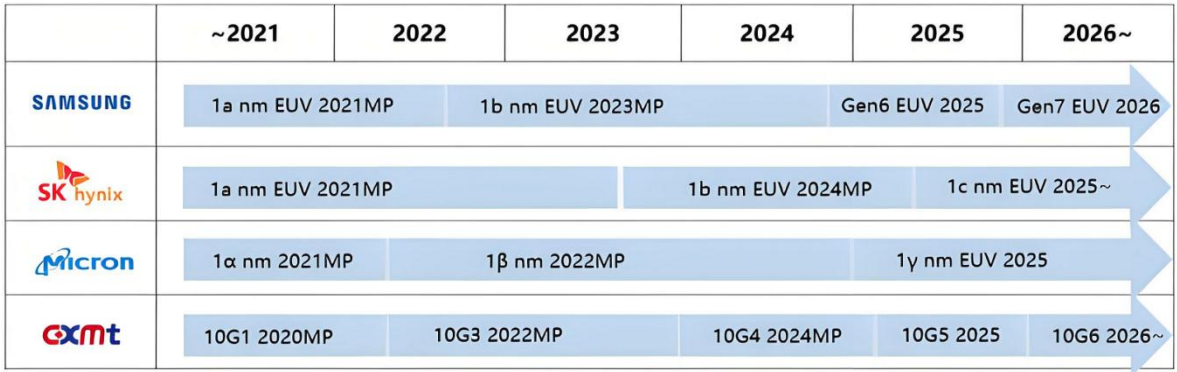 ~2021 2022 2023 2024 2025 2026~
SAMSUNG 1a nm EUV 2021MP 1b nm EUV 2023MP Gen6 EUV 2025 Gen7 EUV 2026
SK hynix 1a nm EUV 2021MP 1b nm EUV 2024MP 1c nm EUV 2025~
Micron 1α nm 2021MP 1β nm 2022MP 1γ nm EUV 2025
cxmt 10G1 2020MP 10G3 2022MP 10G4 2024MP 10G5 2025 10G6 2026~